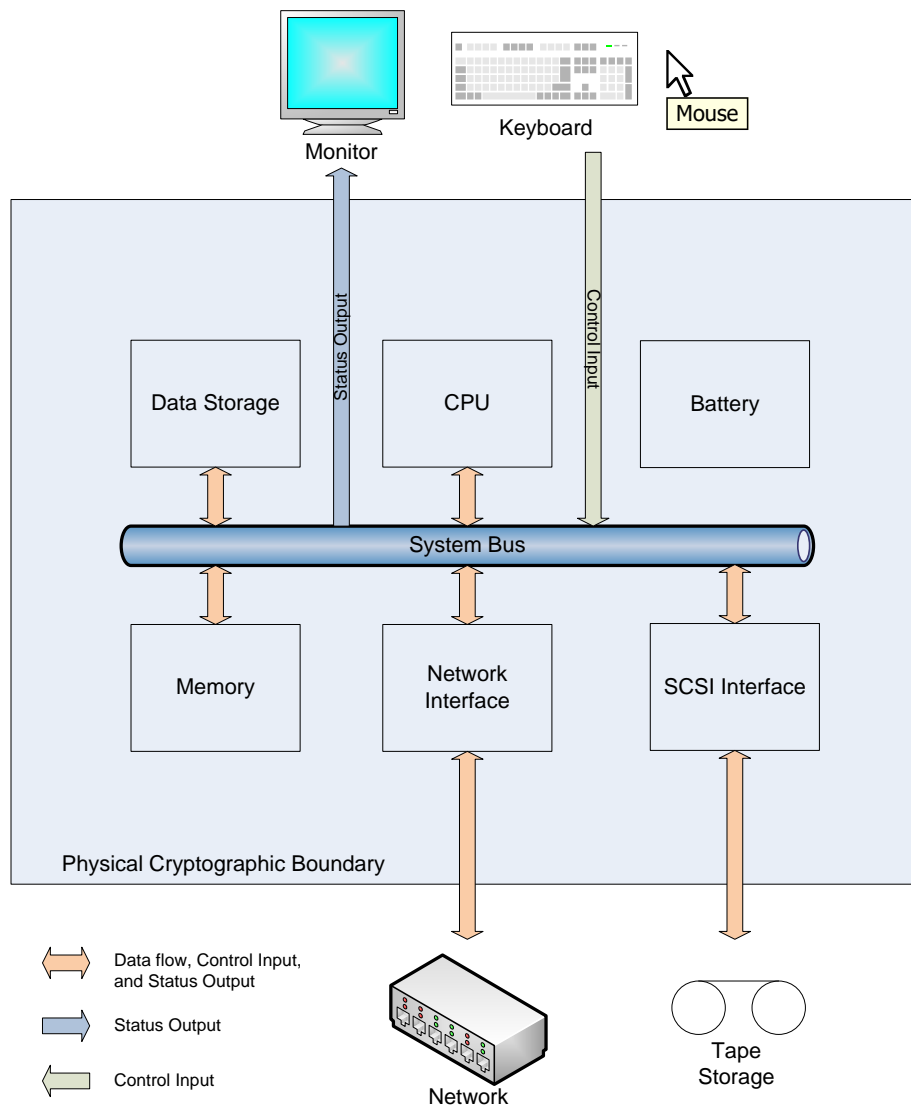 Monitor
Keyboard
Mouse
Status Output
Control Input
Data Storage
CPU
Battery
System Bus
Memory
Network
Interface
SCSI Interface
Physical Cryptographic Boundary
Data flow, Control Input,
and Status Output
Status Output
Control Input
Network
Tape
Storage